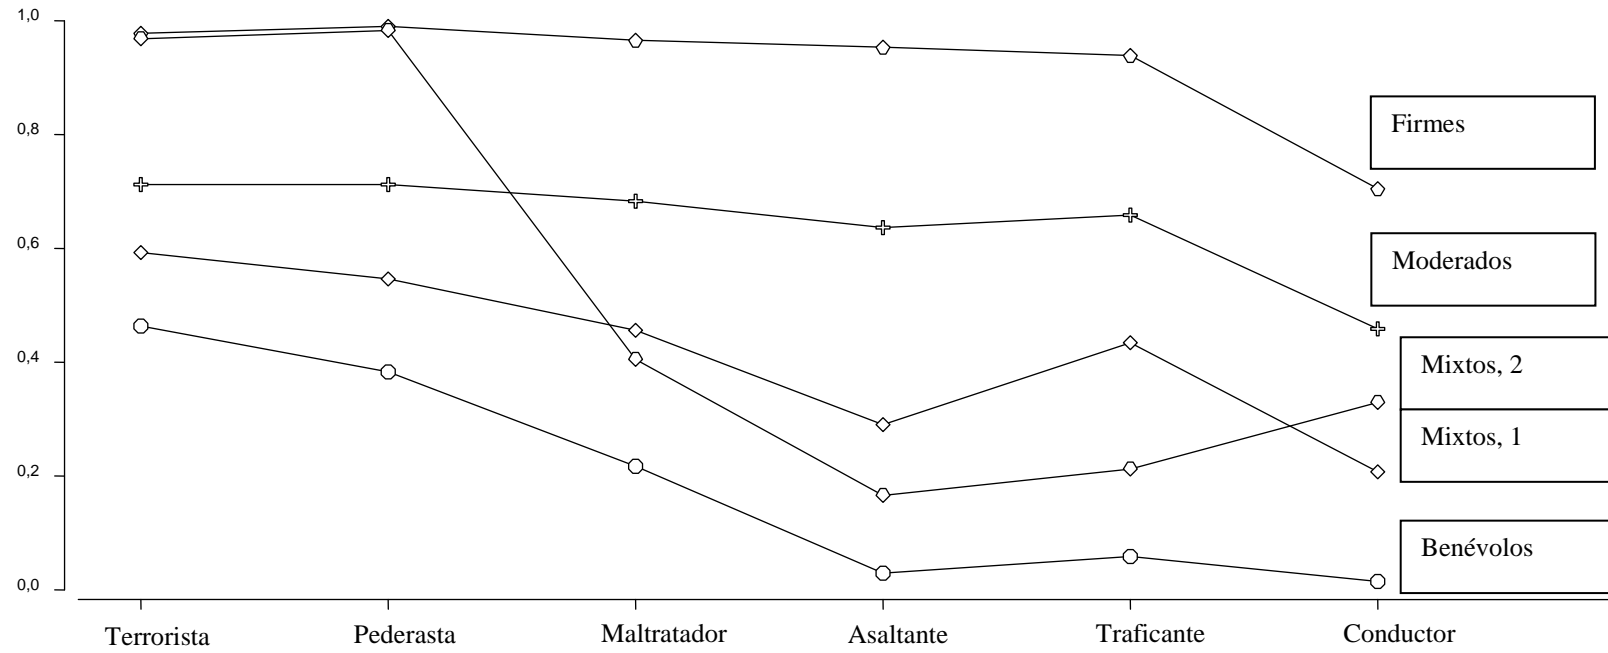 1,0
0,8
0,6
0,4
0,2
0,0
Firmes
Moderados
Mixtos, 2
Mixtos, 1
Benévolos
Terrorista Pederasta Maltratador Asaltante Traficante Conductor